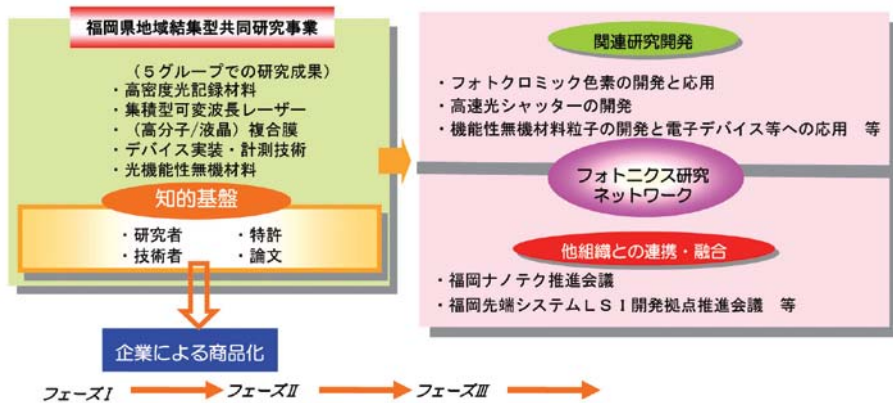 福岡県地域結集型共同研究事業
(5グループでの研究成果)
・高密度光記録材料
・集積型可変波長レーザー
・(高分子/液晶)複合膜
・デバイス実装・計測技術
・光機能性無機材料
知的基盤
・研究者 ・特許
・技術者 ・論文
企業による商品化
フェーズⅠ フェーズⅡ フェーズⅢ
関連研究開発
・フォトクロミック色素の開発と応用
・高速光シャッターの開発
・機能性無機材料粒子の開発と電子デバイス等への応用 等
フォトニクス研究
ネットワーク
他組織との連携・融合
・福岡ナノテク推進会議
・福岡先端システムLSI開発拠点推進会議 等